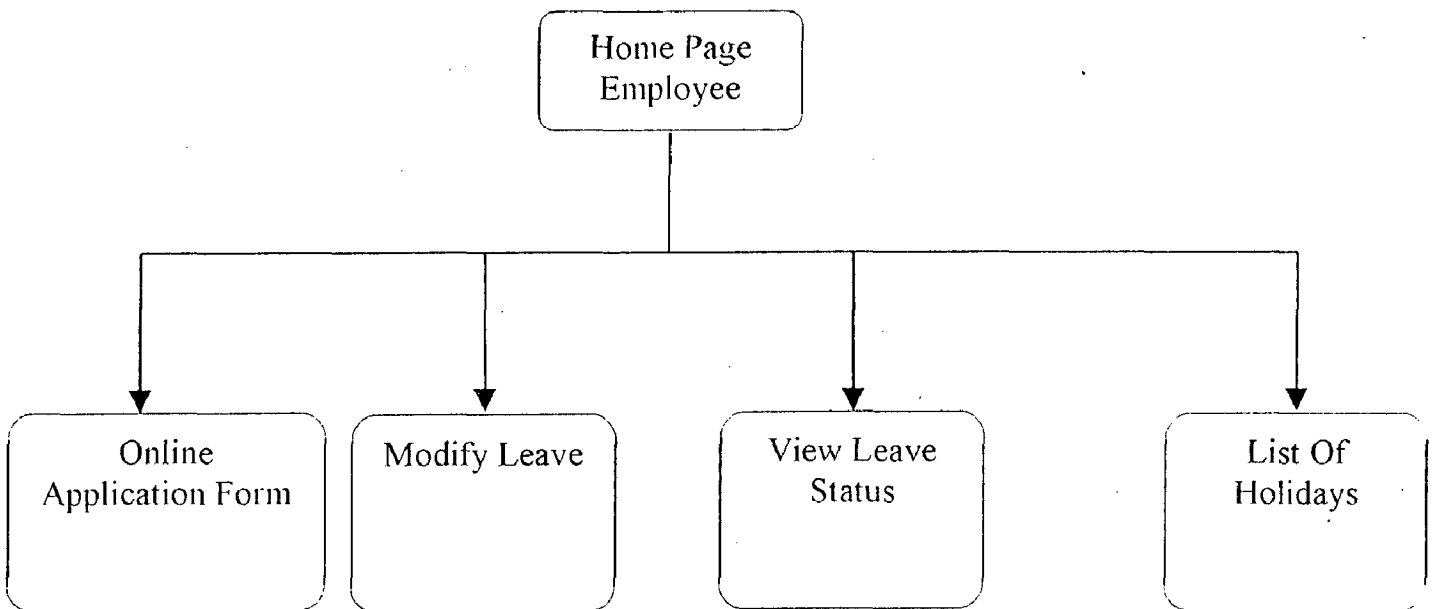 Home Page
Employee
Online
Application Form
Modify Leave
View Leave
Status
List Of
Holidays